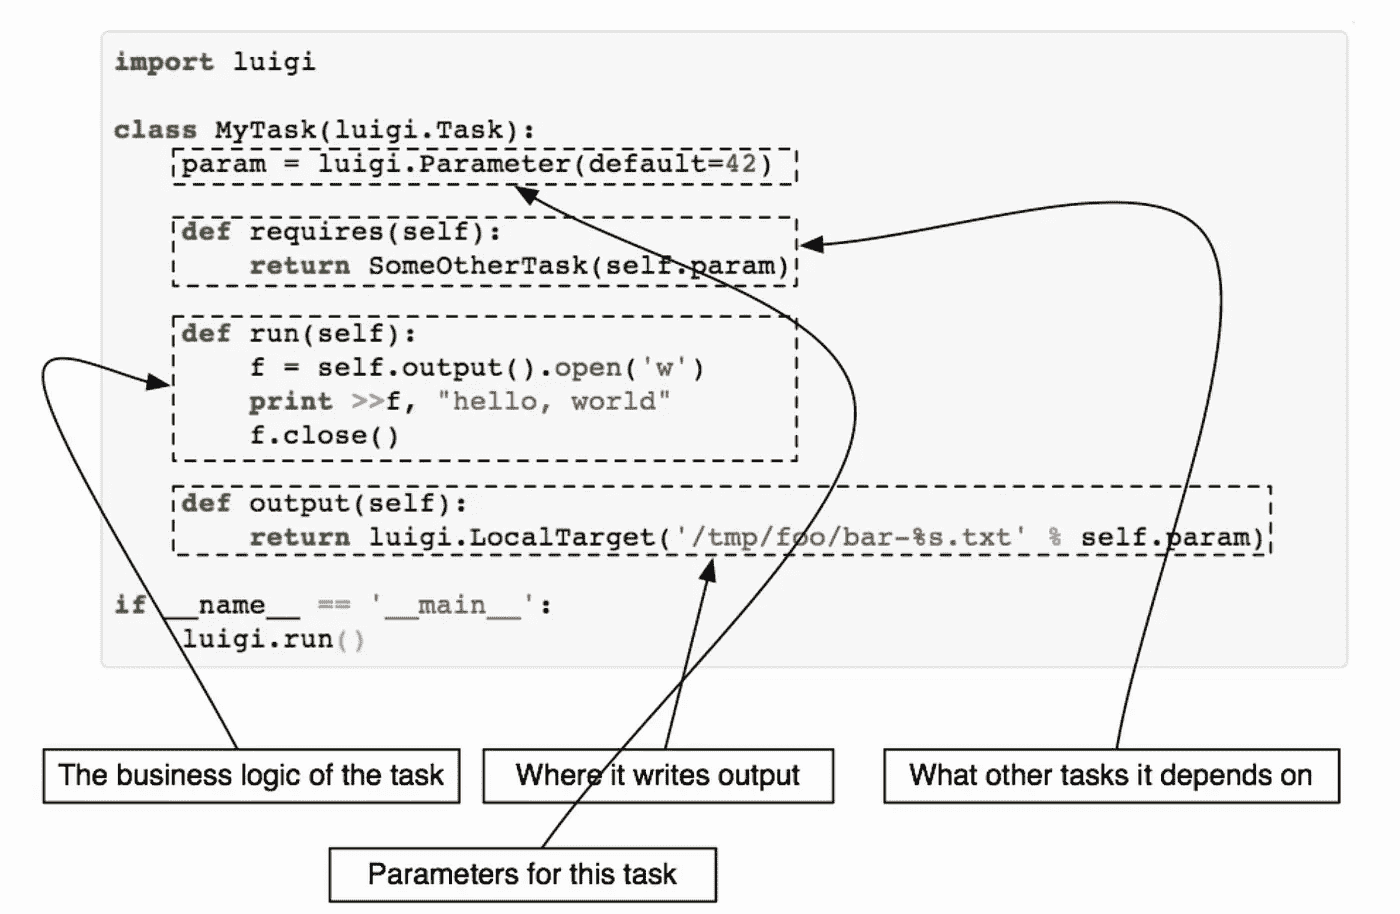 import luigi
class MyTask(luigi.Task):
param = luigi.Parameter(default=42)
def requires(self):
return SomeOtherTask(self.param)
def run(self):
f = self.output().open('w')
print >>f, "hello, world"
f.close()
def output(self):
return luigi.LocalTarget('/tmp/foo/bar-%s.txt' % self.param)
if __name__ == '__main__':
luigi.run()
The business logic of the task
Where it writes output
What other tasks it depends on
Parameters for this task